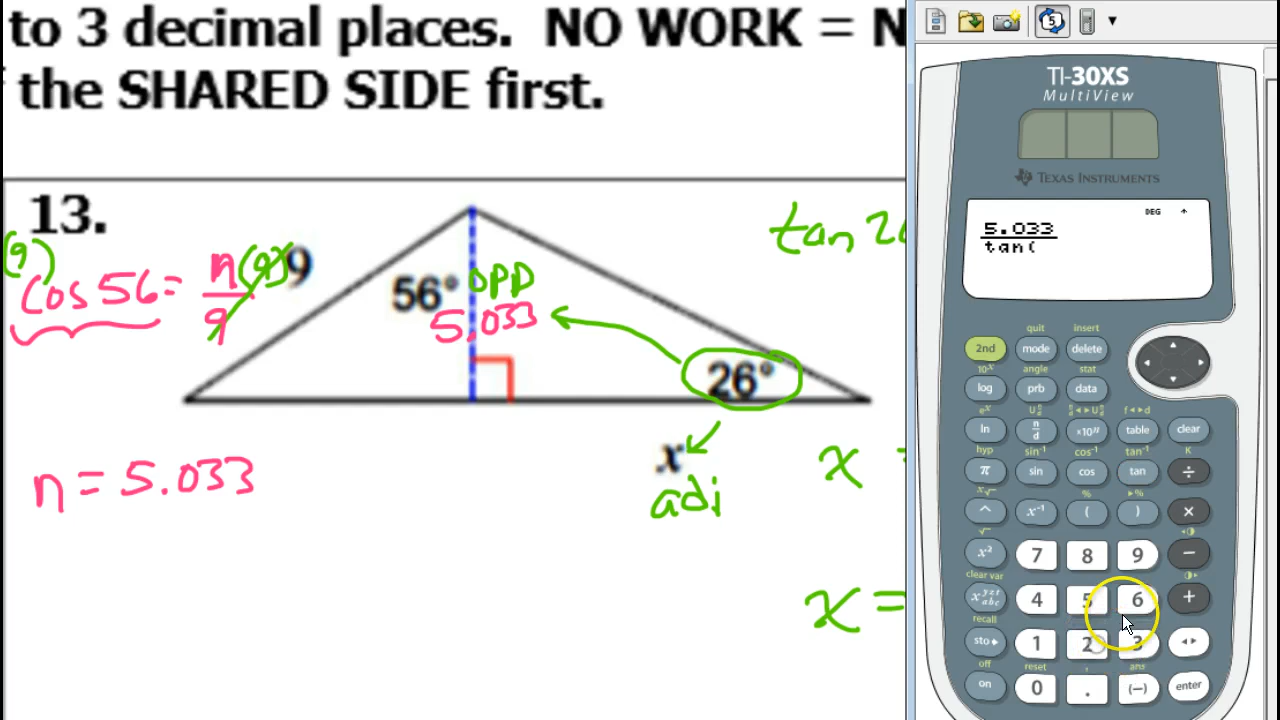 to 3 decimal places. NO WORK = N
the SHARED SIDE first.
13.
tan 26
(9) cos 56 = n/9 (9)
9
56°
OPP
5.033
26°
x
adj
n = 5.033
x =
x =
TI-30XS
MultiView
TEXAS INSTRUMENTS
DEG
5.033
tan(
quit insert
2nd mode delete
10^x angle stat
log prb data
e^x U n/d n/d ◄► U n/d f◄►d
ln n/d ×10ⁿ table clear
hyp sin⁻¹ cos⁻¹ tan⁻¹ K
π sin cos tan ÷
x√ % ►%
^ x⁻¹ ( ) ×
√
x² 7 8 9 −
clear var
x yzt abc 4 5 6 +
recall
sto► 1 2 3 ◄►
off reset , ans
on 0 . (−) enter